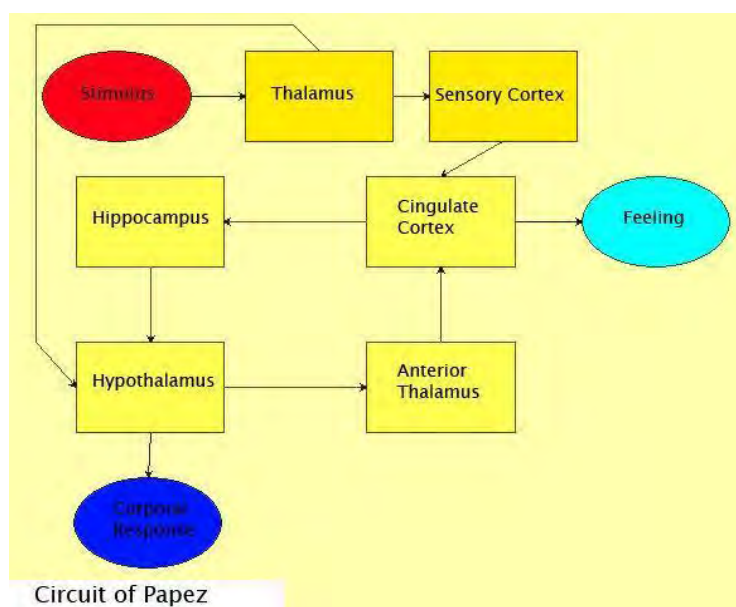 Stimulus
Thalamus
Sensory Cortex
Hippocampus
Cingulate
Cortex
Feeling
Hypothalamus
Anterior
Thalamus
Corporal
Response
Circuit of Papez